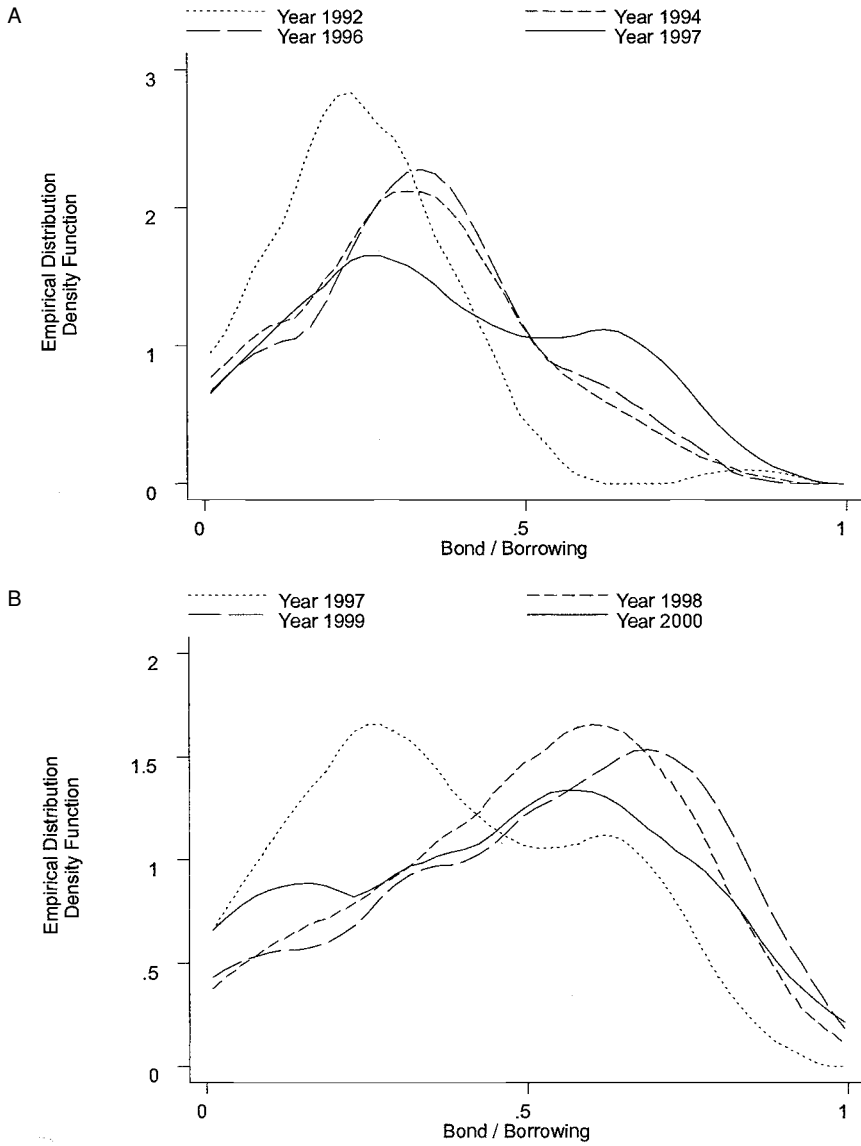 A
Year 1992
Year 1994
Year 1996
Year 1997
3
2
1
0
Empirical Distribution
Density Function
0
.5
1
Bond / Borrowing
B
Year 1997
Year 1998
Year 1999
Year 2000
2
1.5
1
.5
0
Empirical Distribution
Density Function
0
.5
1
Bond / Borrowing